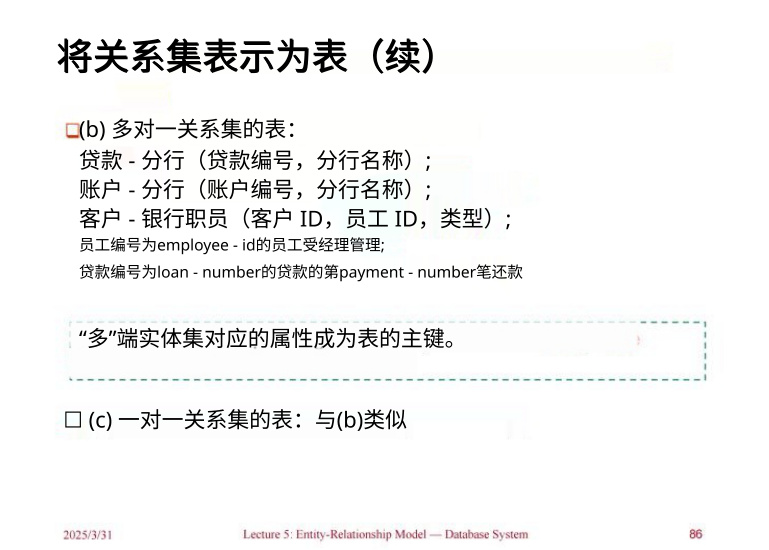 将关系集表示为表（续）
(b) 多对一关系集的表：
贷款 - 分行（贷款编号，分行名称）;
账户 - 分行（账户编号，分行名称）;
客户 - 银行职员（客户 ID，员工 ID，类型）;
员工编号为employee - id的员工受经理管理;
贷款编号为loan - number的贷款的第payment - number笔还款
“多”端实体集对应的属性成为表的主键。
(c) 一对一关系集的表：与(b)类似
2025/3/31 Lecture 5: Entity-Relationship Model — Database System 86